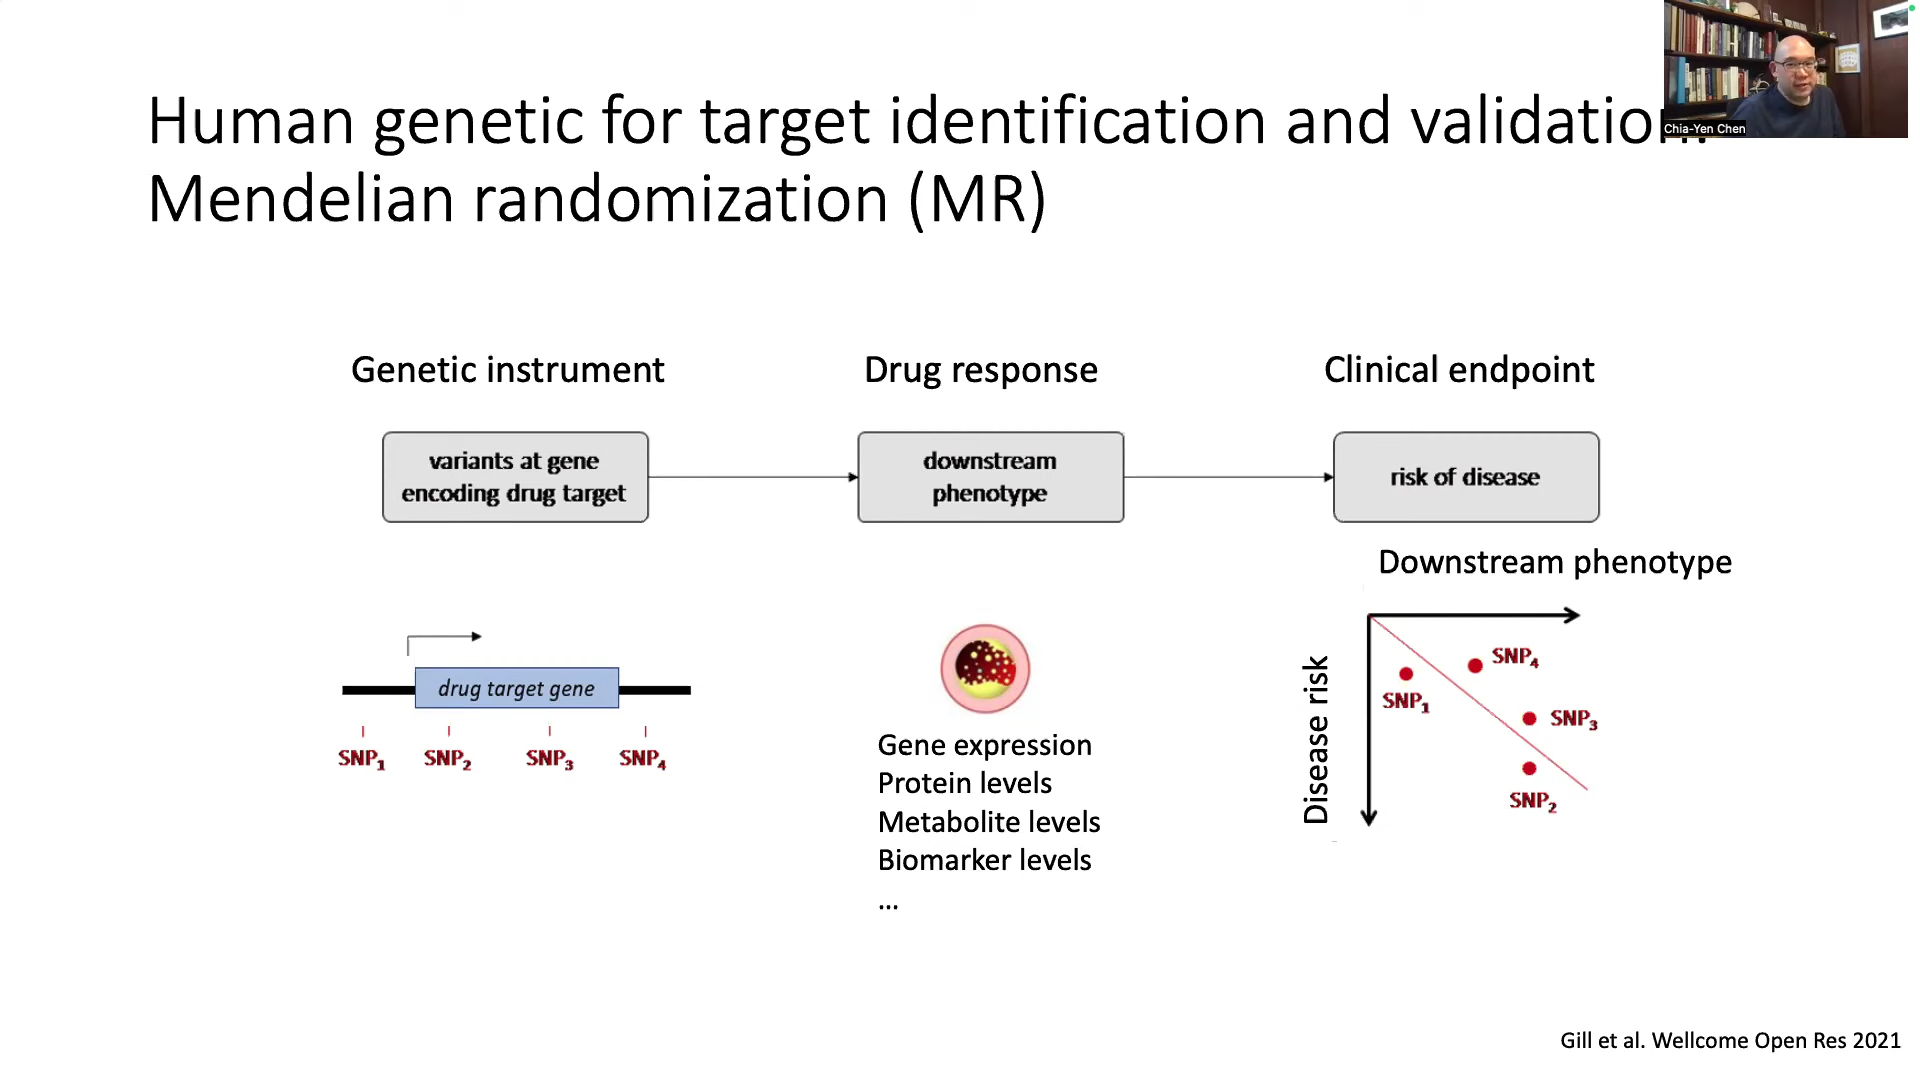 Chia-Yen Chen
Human genetic for target identification and validation:
Mendelian randomization (MR)
Genetic instrument
Drug response
Clinical endpoint
variants at gene
encoding drug target
downstream
phenotype
risk of disease
Downstream phenotype
Disease risk
drug target gene
SNP1
SNP2
SNP3
SNP4
Gene expression
Protein levels
Metabolite levels
Biomarker levels
...
SNP4
SNP1
SNP3
SNP2
Gill et al. Wellcome Open Res 2021